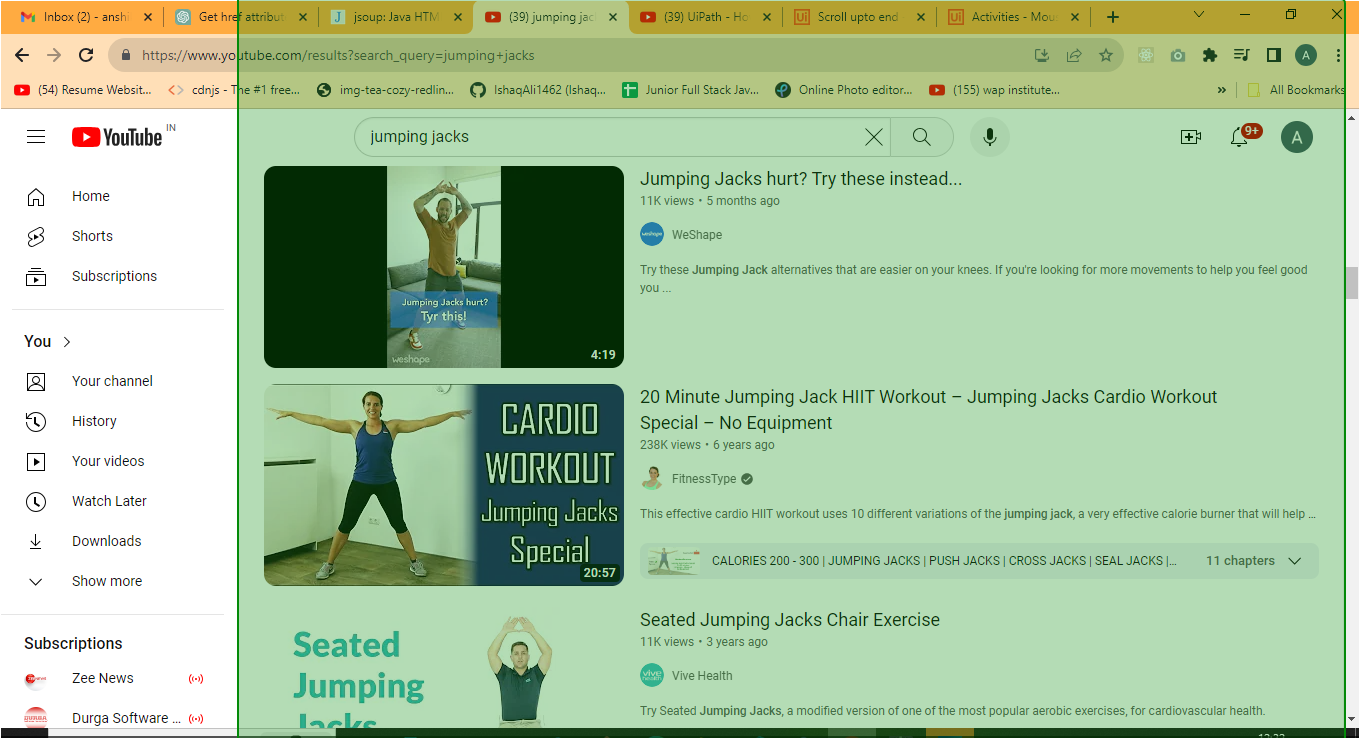 Inbox (2) - anshi
Get href attribut
jsoup: Java HTM
(39) jumping jac
(39) UiPath - Ho
Scroll upto end
Activities - Mou
https://www.youtube.com/results?search_query=jumping+jacks
A
(54) Resume Websit...
cdnjs - The #1 free...
img-tea-cozy-redlin...
IshaqAli1462 (Ishaq...
Junior Full Stack Jav...
Online Photo editor...
(155) wap institute...
»
All Bookmarks
YouTube IN
jumping jacks
9+
A
Home
Shorts
Subscriptions
You
Your channel
History
Your videos
Watch Later
Downloads
Show more
Subscriptions
Zee News
Durga Software ...
Jumping Jacks hurt?
Tyr this!
weshape
4:19
Jumping Jacks hurt? Try these instead...
11K views • 5 months ago
WeShape
Try these Jumping Jack alternatives that are easier on your knees. If you're looking for more movements to help you feel good
you ...
CARDIO
WORKOUT
Jumping Jacks
Special
20:57
20 Minute Jumping Jack HIIT Workout – Jumping Jacks Cardio Workout
Special – No Equipment
238K views • 6 years ago
FitnessType
This effective cardio HIIT workout uses 10 different variations of the jumping jack, a very effective calorie burner that will help ...
CALORIES 200 - 300 | JUMPING JACKS | PUSH JACKS | CROSS JACKS | SEAL JACKS |...
11 chapters
Seated
Jumping
Jacks
Seated Jumping Jacks Chair Exercise
11K views • 3 years ago
vive
health
Vive Health
Try Seated Jumping Jacks, a modified version of one of the most popular aerobic exercises, for cardiovascular health.